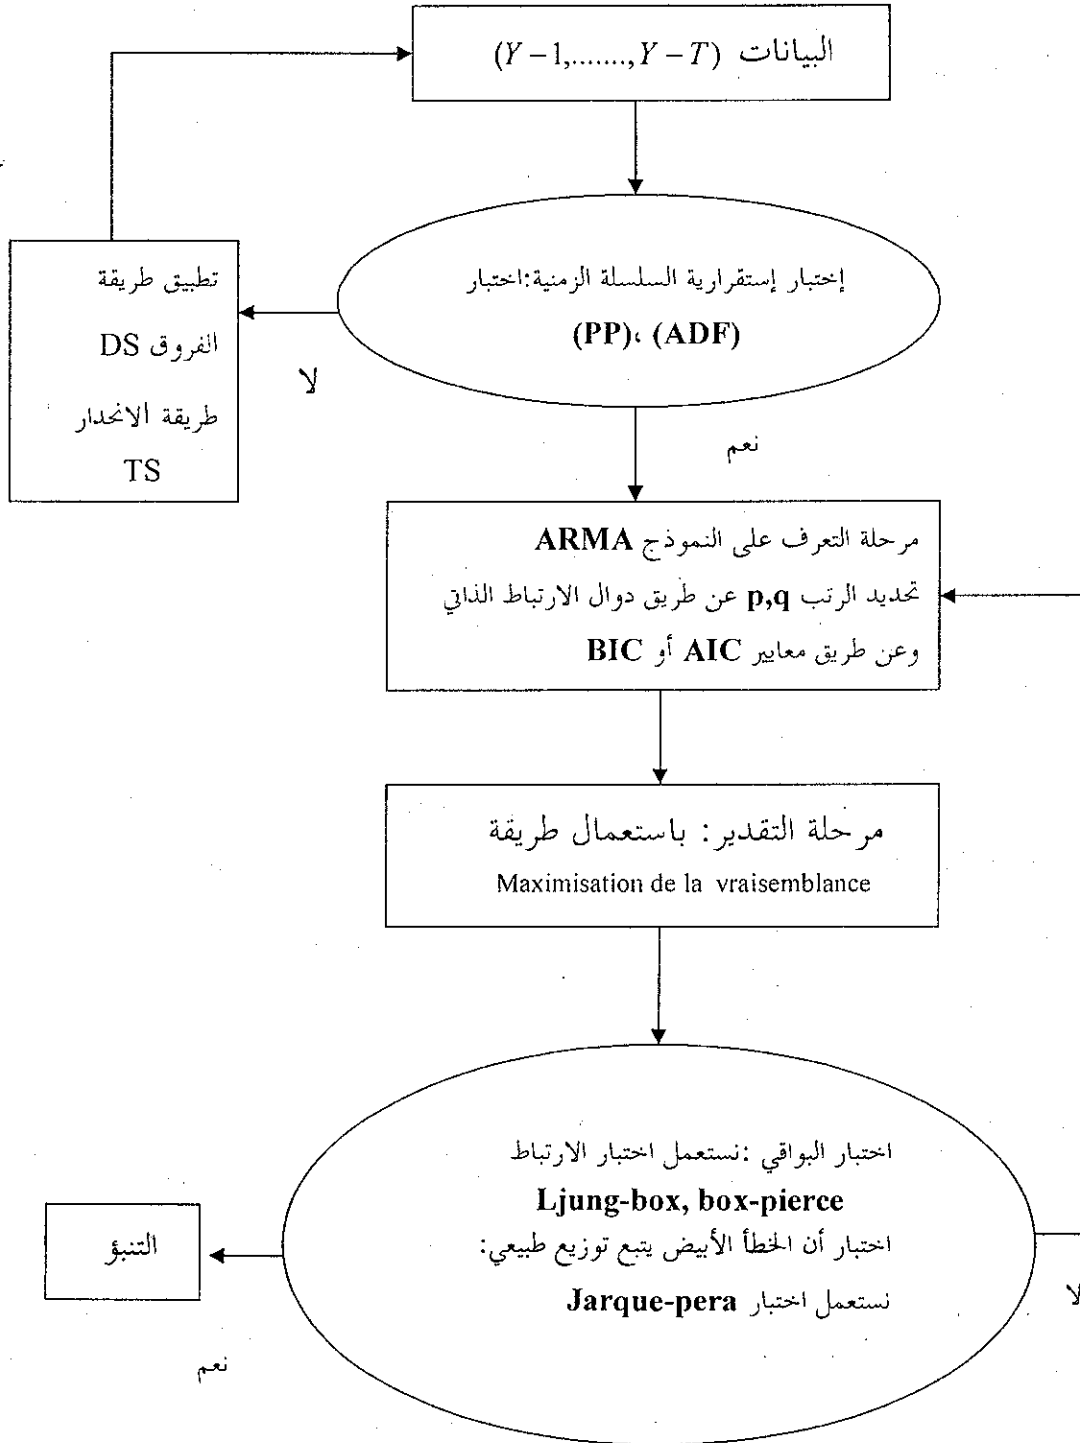 البيانات (Y-1,.......,Y-T)
إختبار إستقرارية السلسلة الزمنية:اختبار
(PP)، (ADF)
تطبيق طريقة
الفروق DS
طريقة الانحدار
TS
لا
نعم
مرحلة التعرف على النموذج ARMA
تحديد الرتب p,q عن طريق دوال الارتباط الذاتي
وعن طريق معايير AIC أو BIC
مرحلة التقدير: باستعمال طريقة
Maximisation de la vraisemblance
اختبار البواقي :نستعمل اختبار الارتباط
Ljung-box, box-pierce
اختبار أن الخطأ الأبيض يتبع توزيع طبيعي:
نستعمل اختبار Jarque-pera
التنبؤ
لا
نعم